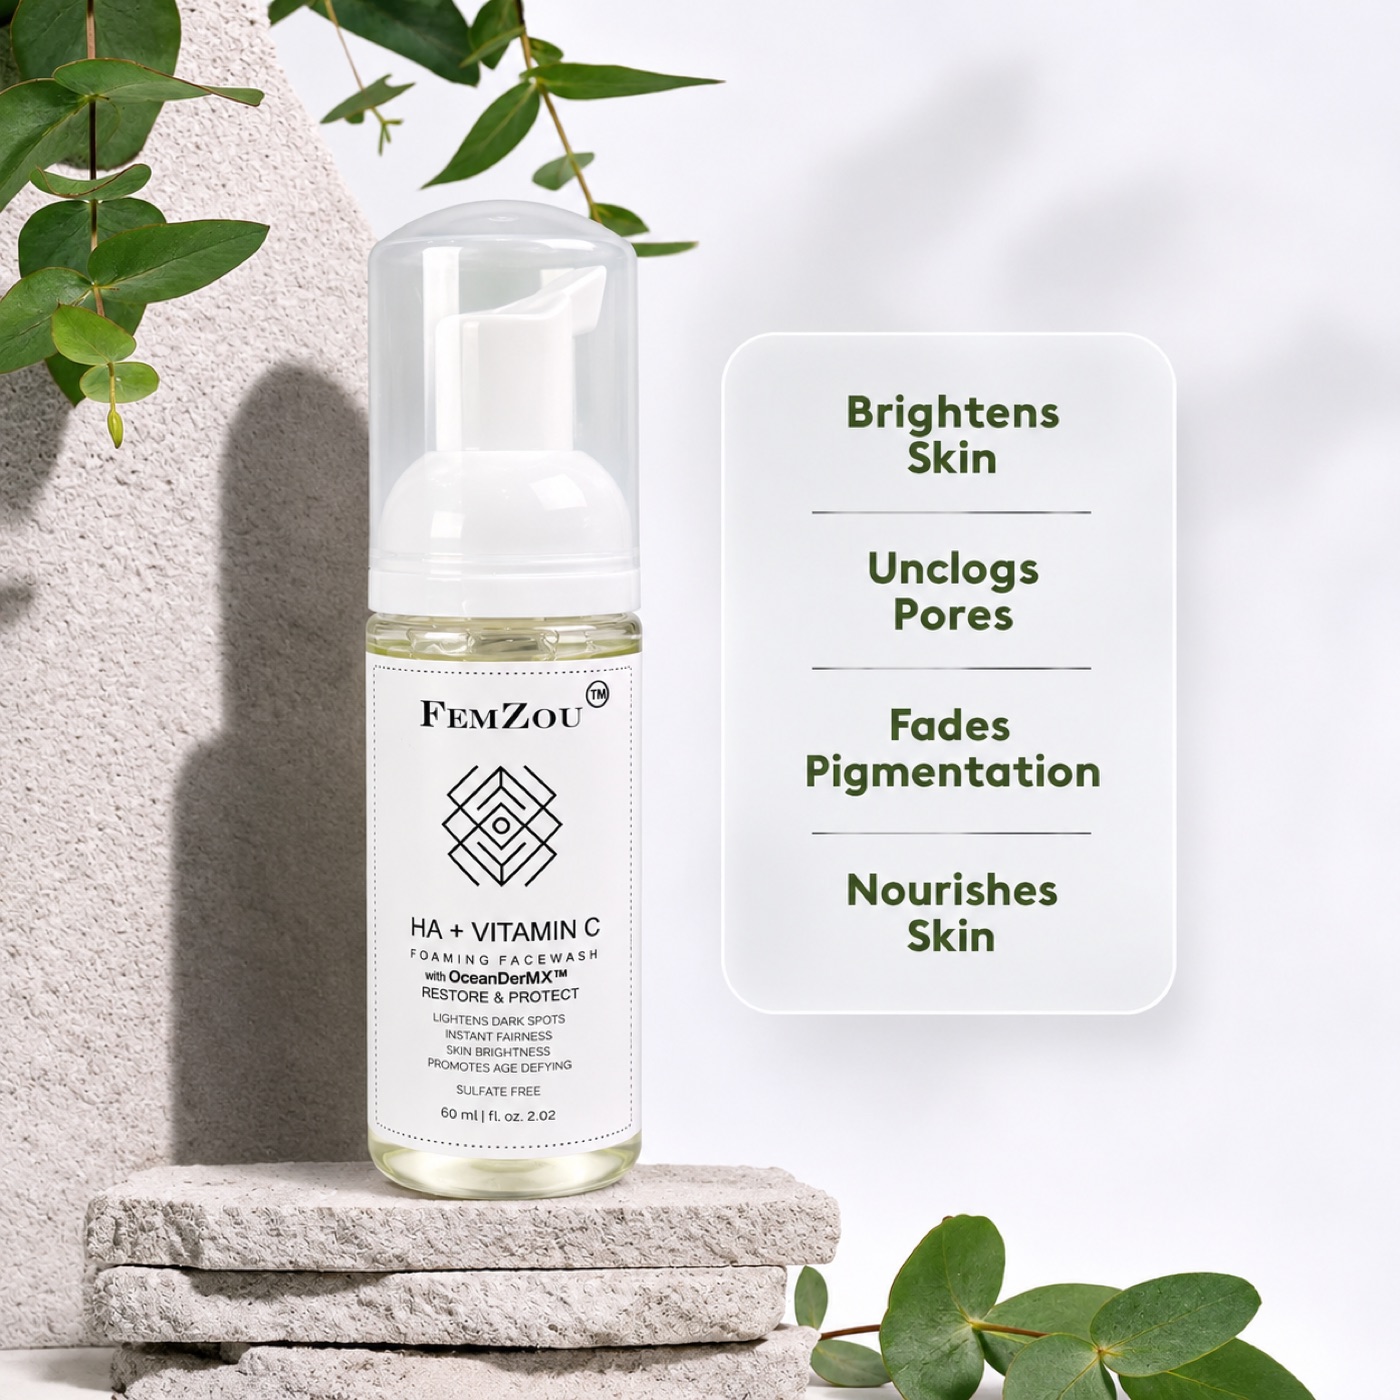 FEMZOU TM
HA + VITAMIN C
FOAMING FACEWASH
with OceanDerMX™
RESTORE & PROTECT
LIGHTENS DARK SPOTS
INSTANT FAIRNESS
SKIN BRIGHTNESS
PROMOTES AGE DEFYING
SULFATE FREE
60 ml | fl. oz. 2.02
Brightens
Skin
Unclogs
Pores
Fades
Pigmentation
Nourishes
Skin